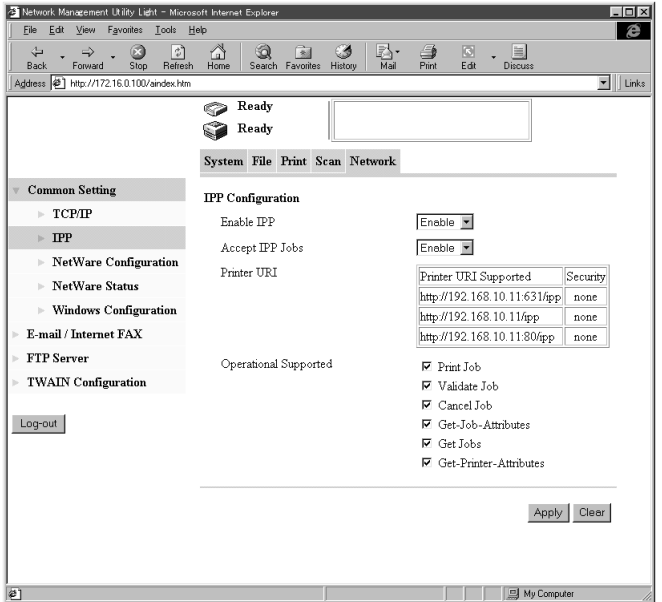 Network Management Utility Light - Microsoft Internet Explorer
File Edit View Favorites Tools Help
Back Forward Stop Refresh Home Search Favorites History Mail Print Edit Discuss
Address http://172.16.0.100/aindex.htm Links
Ready
Ready
System File Print Scan Network
Common Setting
TCP/IP
IPP
NetWare Configuration
NetWare Status
Windows Configuration
E-mail / Internet FAX
FTP Server
TWAIN Configuration
Log-out
IPP Configuration
Enable IPP Enable
Accept IPP Jobs Enable
Printer URI
Printer URI Supported Security
http://192.168.10.11:631/ipp none
http://192.168.10.11/ipp none
http://192.168.10.11:80/ipp none
Operational Supported
Print Job
Validate Job
Cancel Job
Get-Job-Attributes
Get Jobs
Get-Printer-Attributes
Apply Clear
My Computer